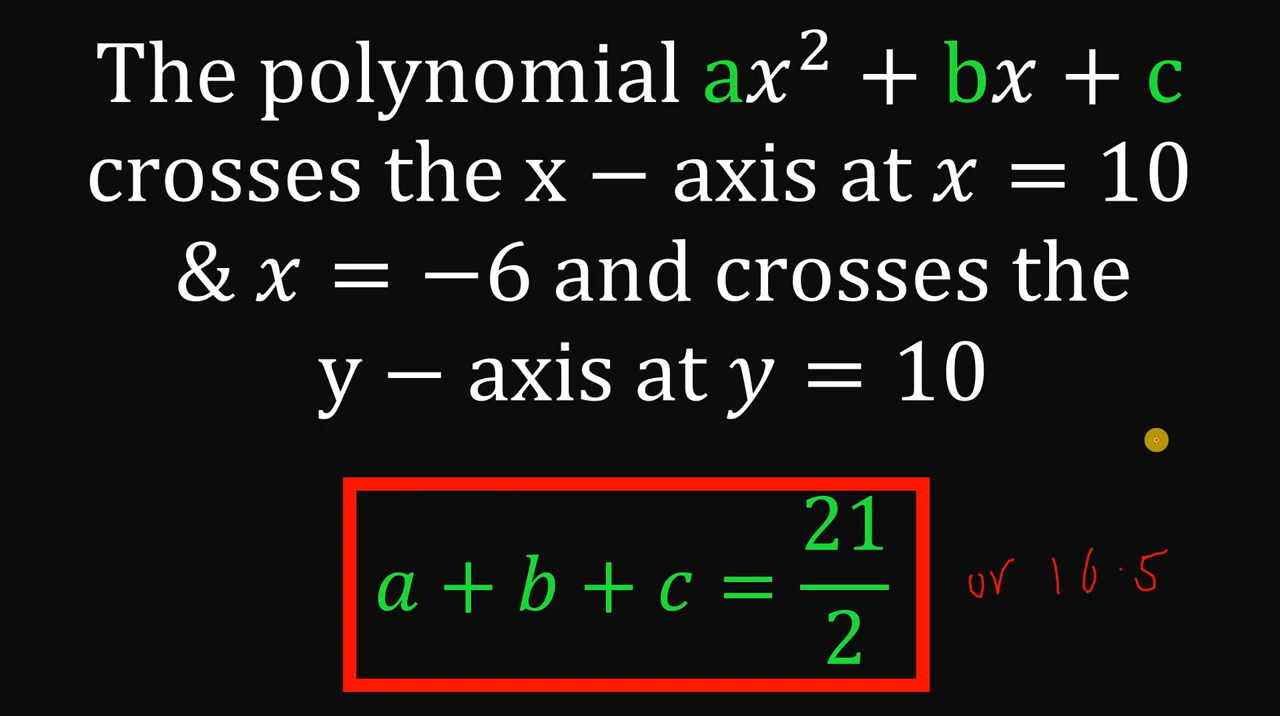 The polynomial ax² + bx + c
crosses the x − axis at x = 10
& x = −6 and crosses the
y − axis at y = 10
a + b + c = 21/2 or 10.5